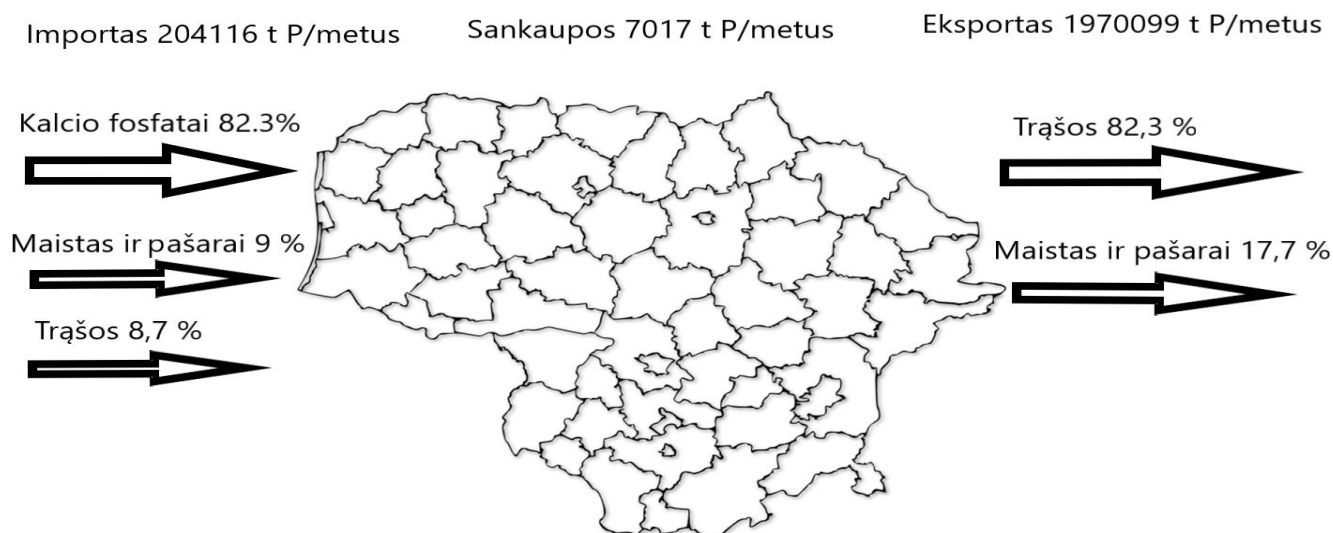 Importas 204116 t P/metus
Sankaupos 7017 t P/metus
Eksportas 1970099 t P/metus
Kalcio fosfatai 82.3%
Maistas ir pašarai 9 %
Trąšos 8,7 %
Trąšos 82,3 %
Maistas ir pašarai 17,7 %